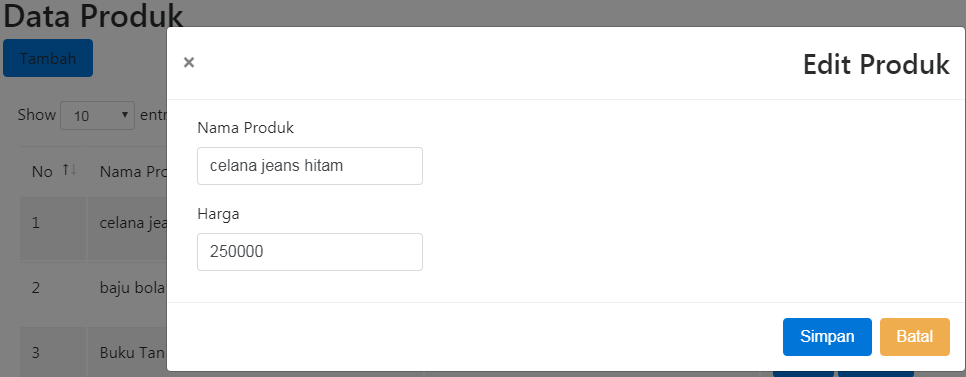 Data Produk
Tambah
Show 10 entr
No Nama Pro
1 celana jea
2 baju bola
3 Buku Tan
×
Edit Produk
Nama Produk
celana jeans hitam
Harga
250000
Simpan Batal